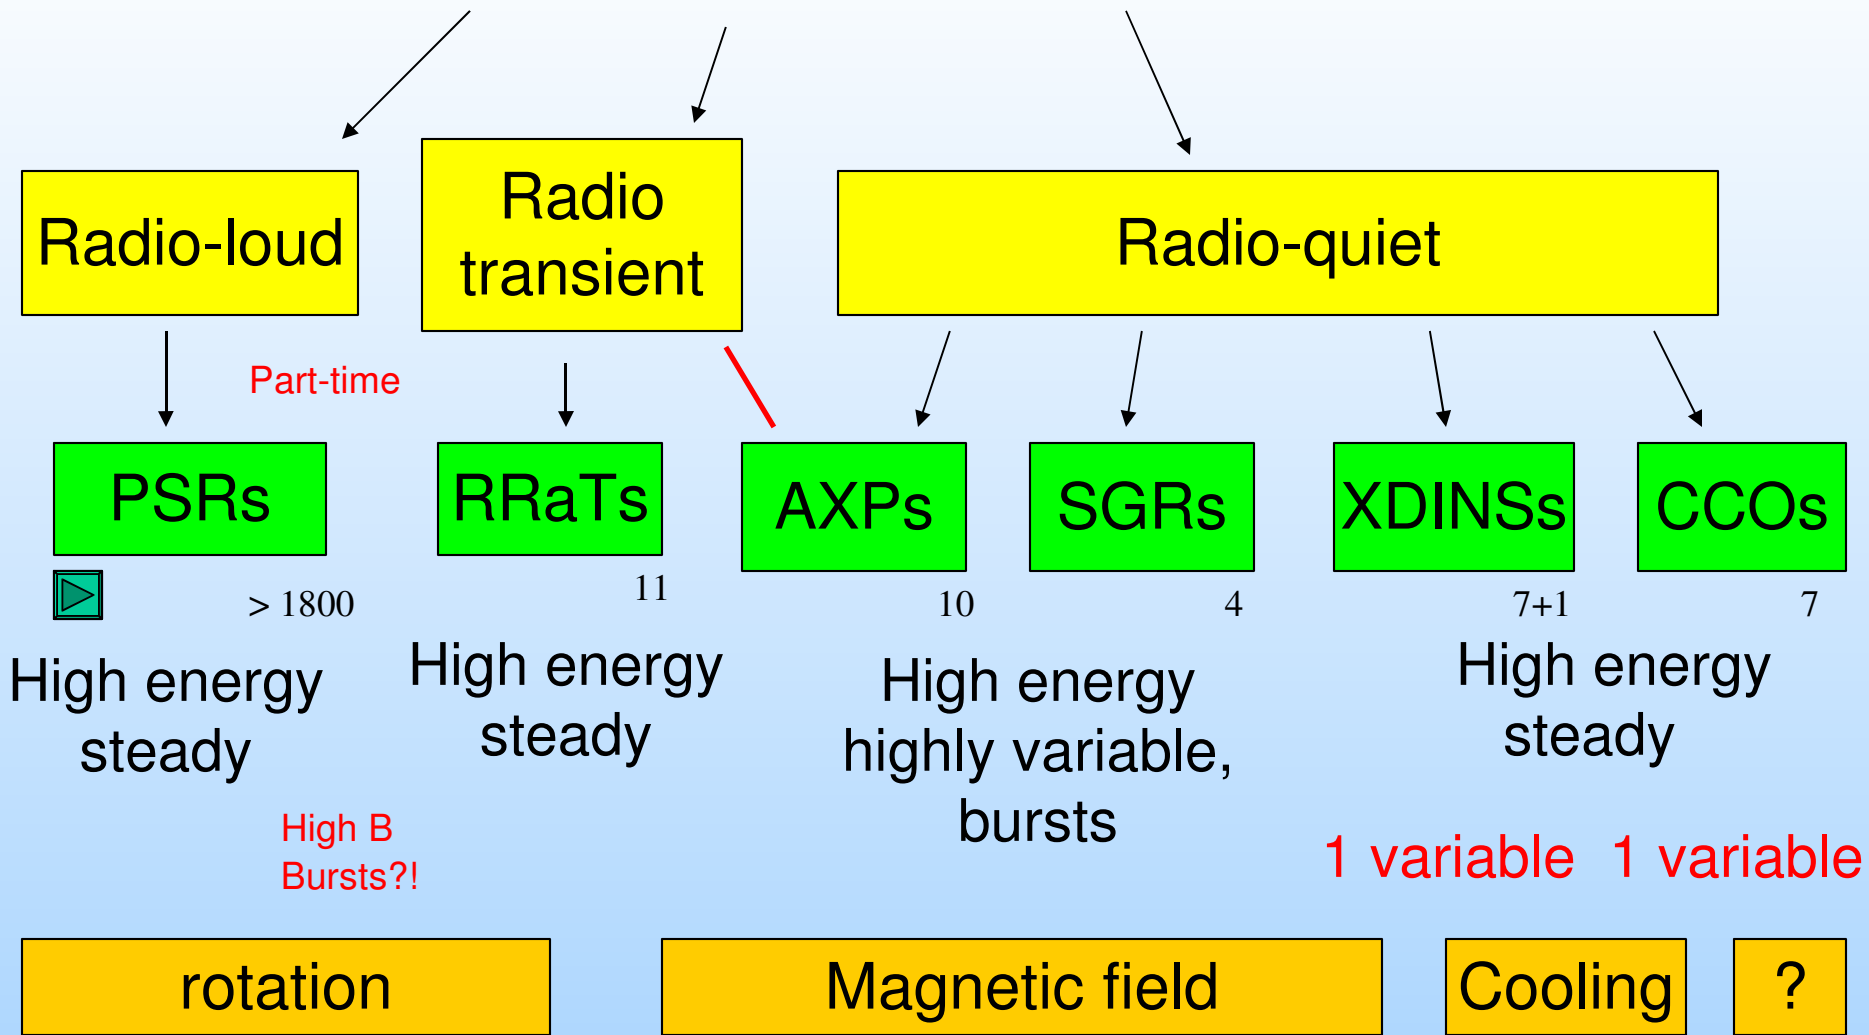 Radio-loud
Radio
transient
Radio-quiet
Part-time
PSRs
RRaTs
AXPs
SGRs
XDINSs
CCOs
> 1800
11
10
4
7+1
7
High energy
steady
High energy
steady
High energy
highly variable,
bursts
High energy
steady
High B
Bursts?!
1 variable
1 variable
rotation
Magnetic field
Cooling
?